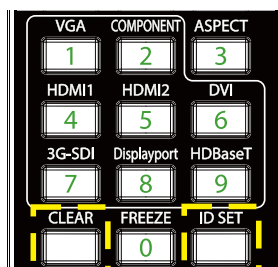 VGA COMPONENT ASPECT
1 2 3
HDMI1 HDMI2 DVI
4 5 6
3G-SDI Displayport HDBaseT
7 8 9
CLEAR FREEZE ID SET
0